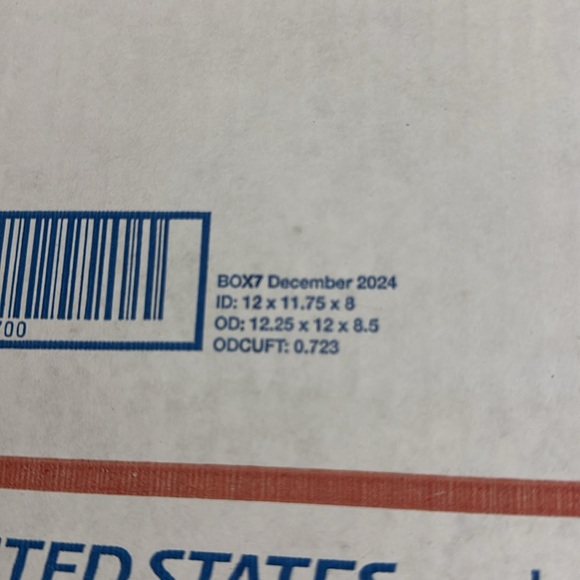 BOX7 December 2024
ID: 12 x 11.75 x 8
OD: 12.25 x 12 x 8.5
ODCUFT: 0.723
700
ITED STATES